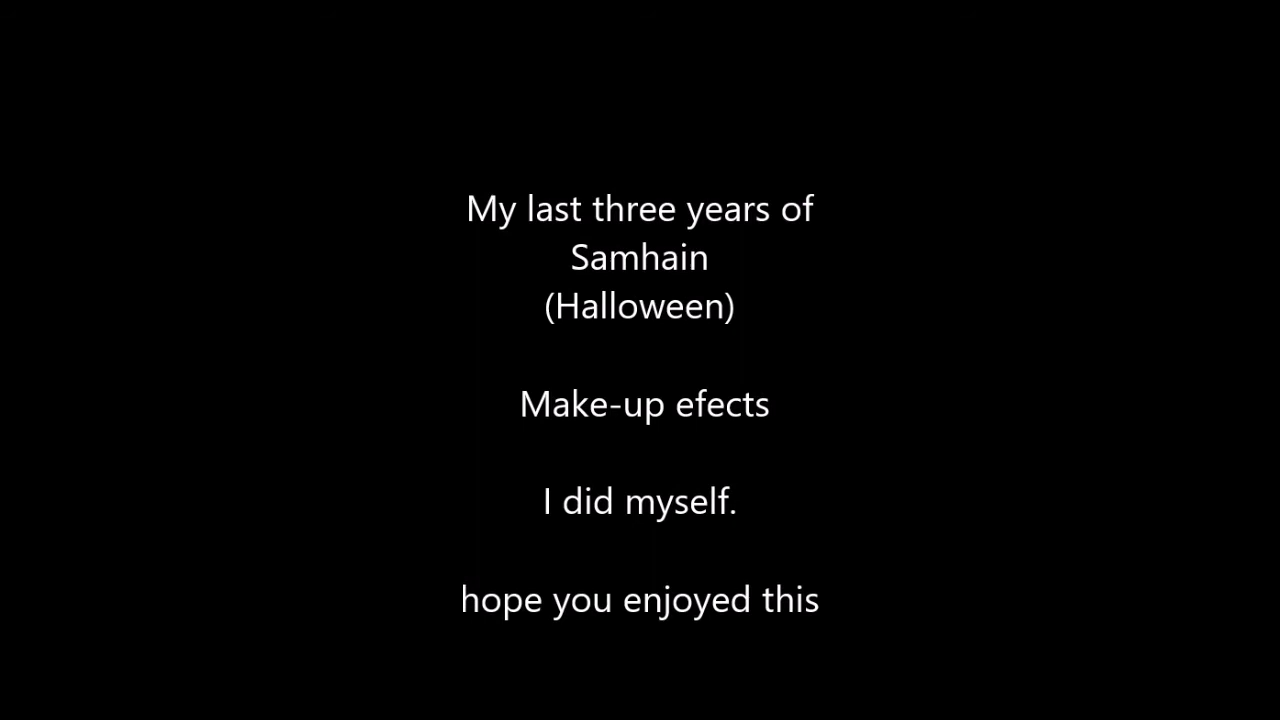 My last three years of
Samhain
(Halloween)
Make-up efects
I did myself.
hope you enjoyed this